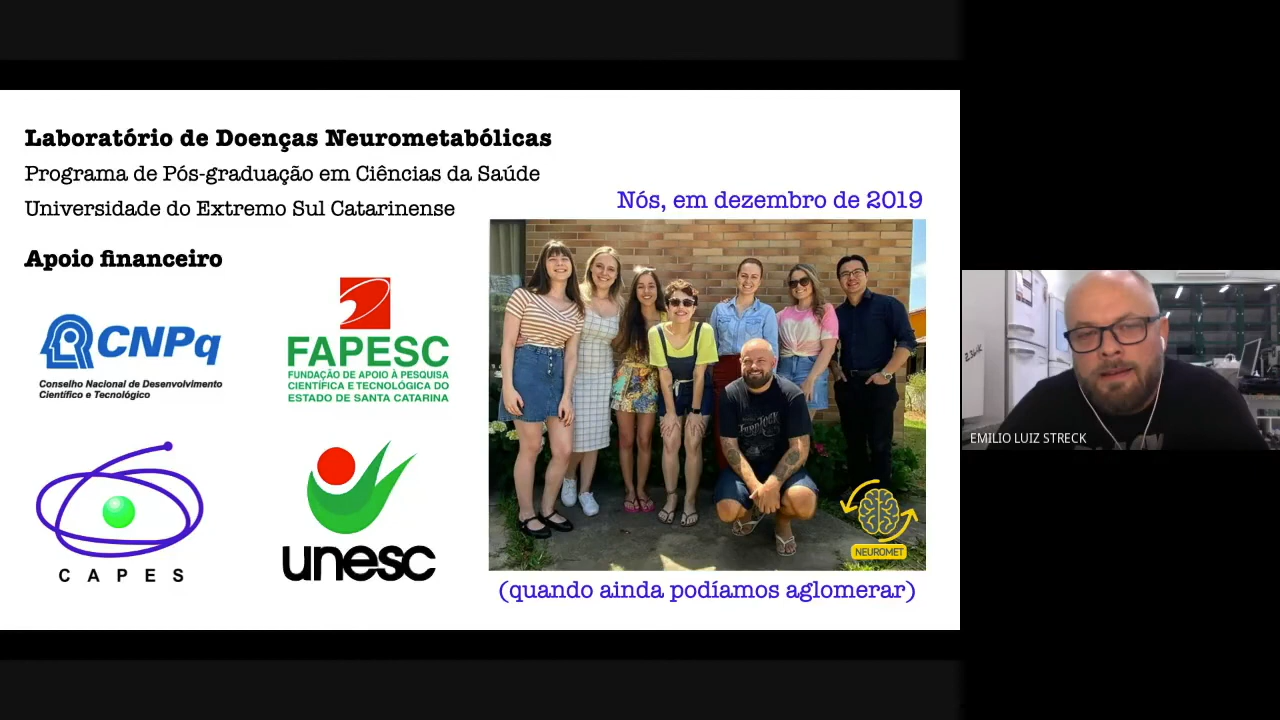 Laboratório de Doenças Neurometabólicas
Programa de Pós-graduação em Ciências da Saúde
Universidade do Extremo Sul Catarinense
Nós, em dezembro de 2019
Apoio financeiro
CNPq
Conselho Nacional de Desenvolvimento
Científico e Tecnológico
FAPESC
FUNDAÇÃO DE APOIO À PESQUISA
CIENTÍFICA E TECNOLÓGICA DO
ESTADO DE SANTA CATARINA
CAPES
unesc
NEUROMET
(quando ainda podíamos aglomerar)
EMILIO LUIZ STRECK